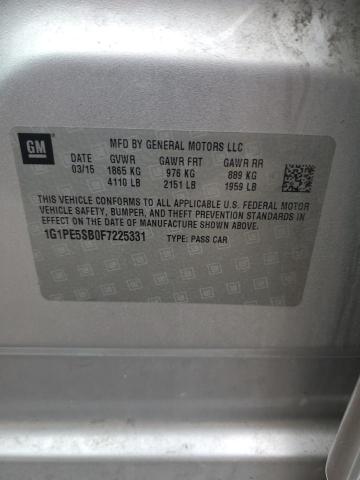 GM
MFD BY GENERAL MOTORS LLC
DATE GVWR GAWR FRT GAWR RR
03/15 1865 KG 976 KG 889 KG
4110 LB 2151 LB 1959 LB
THIS VEHICLE CONFORMS TO ALL APPLICABLE U.S. FEDERAL MOTOR
VEHICLE SAFETY, BUMPER, AND THEFT PREVENTION STANDARDS IN
EFFECT ON THE DATE OF MANUFACTURE SHOWN ABOVE.
1G1PE5SB0F7225331 TYPE: PASS CAR